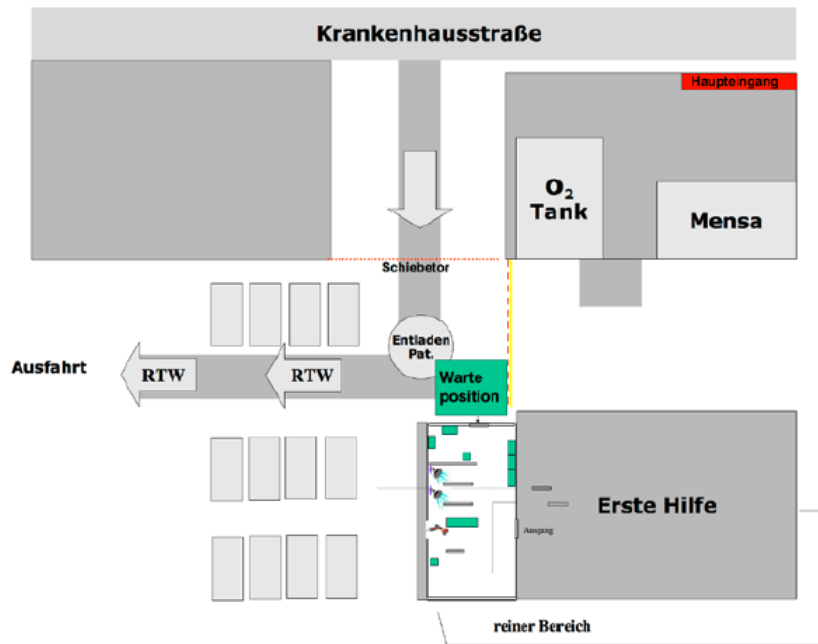 Krankenhausstraße
Haupteingang
O₂
Tank
Mensa
Schiebetor
Entladen
Pat.
Ausfahrt
RTW
RTW
Warte
position
Erste Hilfe
Ausgang
reiner Bereich